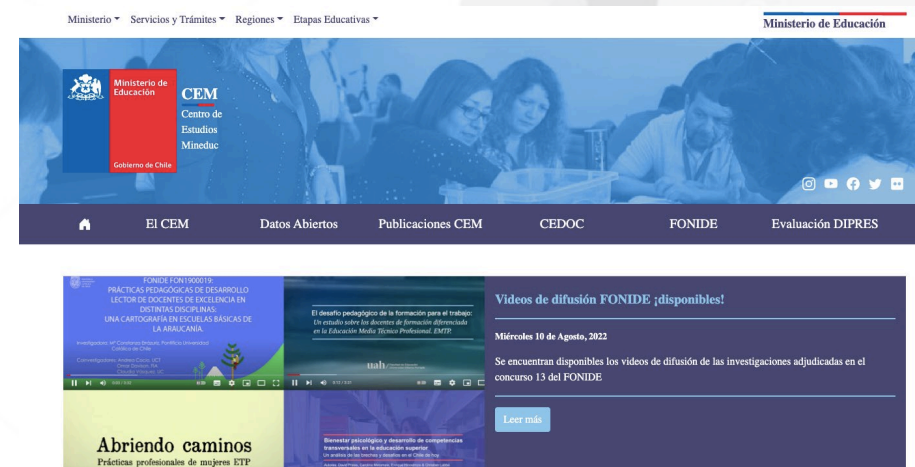 Ministerio Servicios y Trámites Regiones Etapas Educativas
Ministerio de Educación
Ministerio de
Educación
Gobierno de Chile
CEM
Centro de
Estudios
Mineduc
El CEM Datos Abiertos Publicaciones CEM CEDOC FONIDE Evaluación DIPRES
FONIDE FON1900019:
PRÁCTICAS PEDAGÓGICAS DE DESARROLLO
LECTOR DE DOCENTES DE EXCELENCIA EN
DISTINTAS DISCIPLINAS:
UNA CARTOGRAFÍA EN ESCUELAS BÁSICAS DE
LA ARAUCANÍA.
El desafío pedagógico de la formación para el trabajo:
Un estudio sobre los docentes de formación diferenciada
en la Educación Media Técnico Profesional. EMTP.
uah
Abriendo caminos
Prácticas profesionales de mujeres ETP
Bienestar psicológico y desarrollo de competencias
transversales en la educación superior
Videos de difusión FONIDE ¡disponibles!
Miércoles 10 de Agosto, 2022
Se encuentran disponibles los videos de difusión de las investigaciones adjudicadas en el
concurso 13 del FONIDE
Leer más